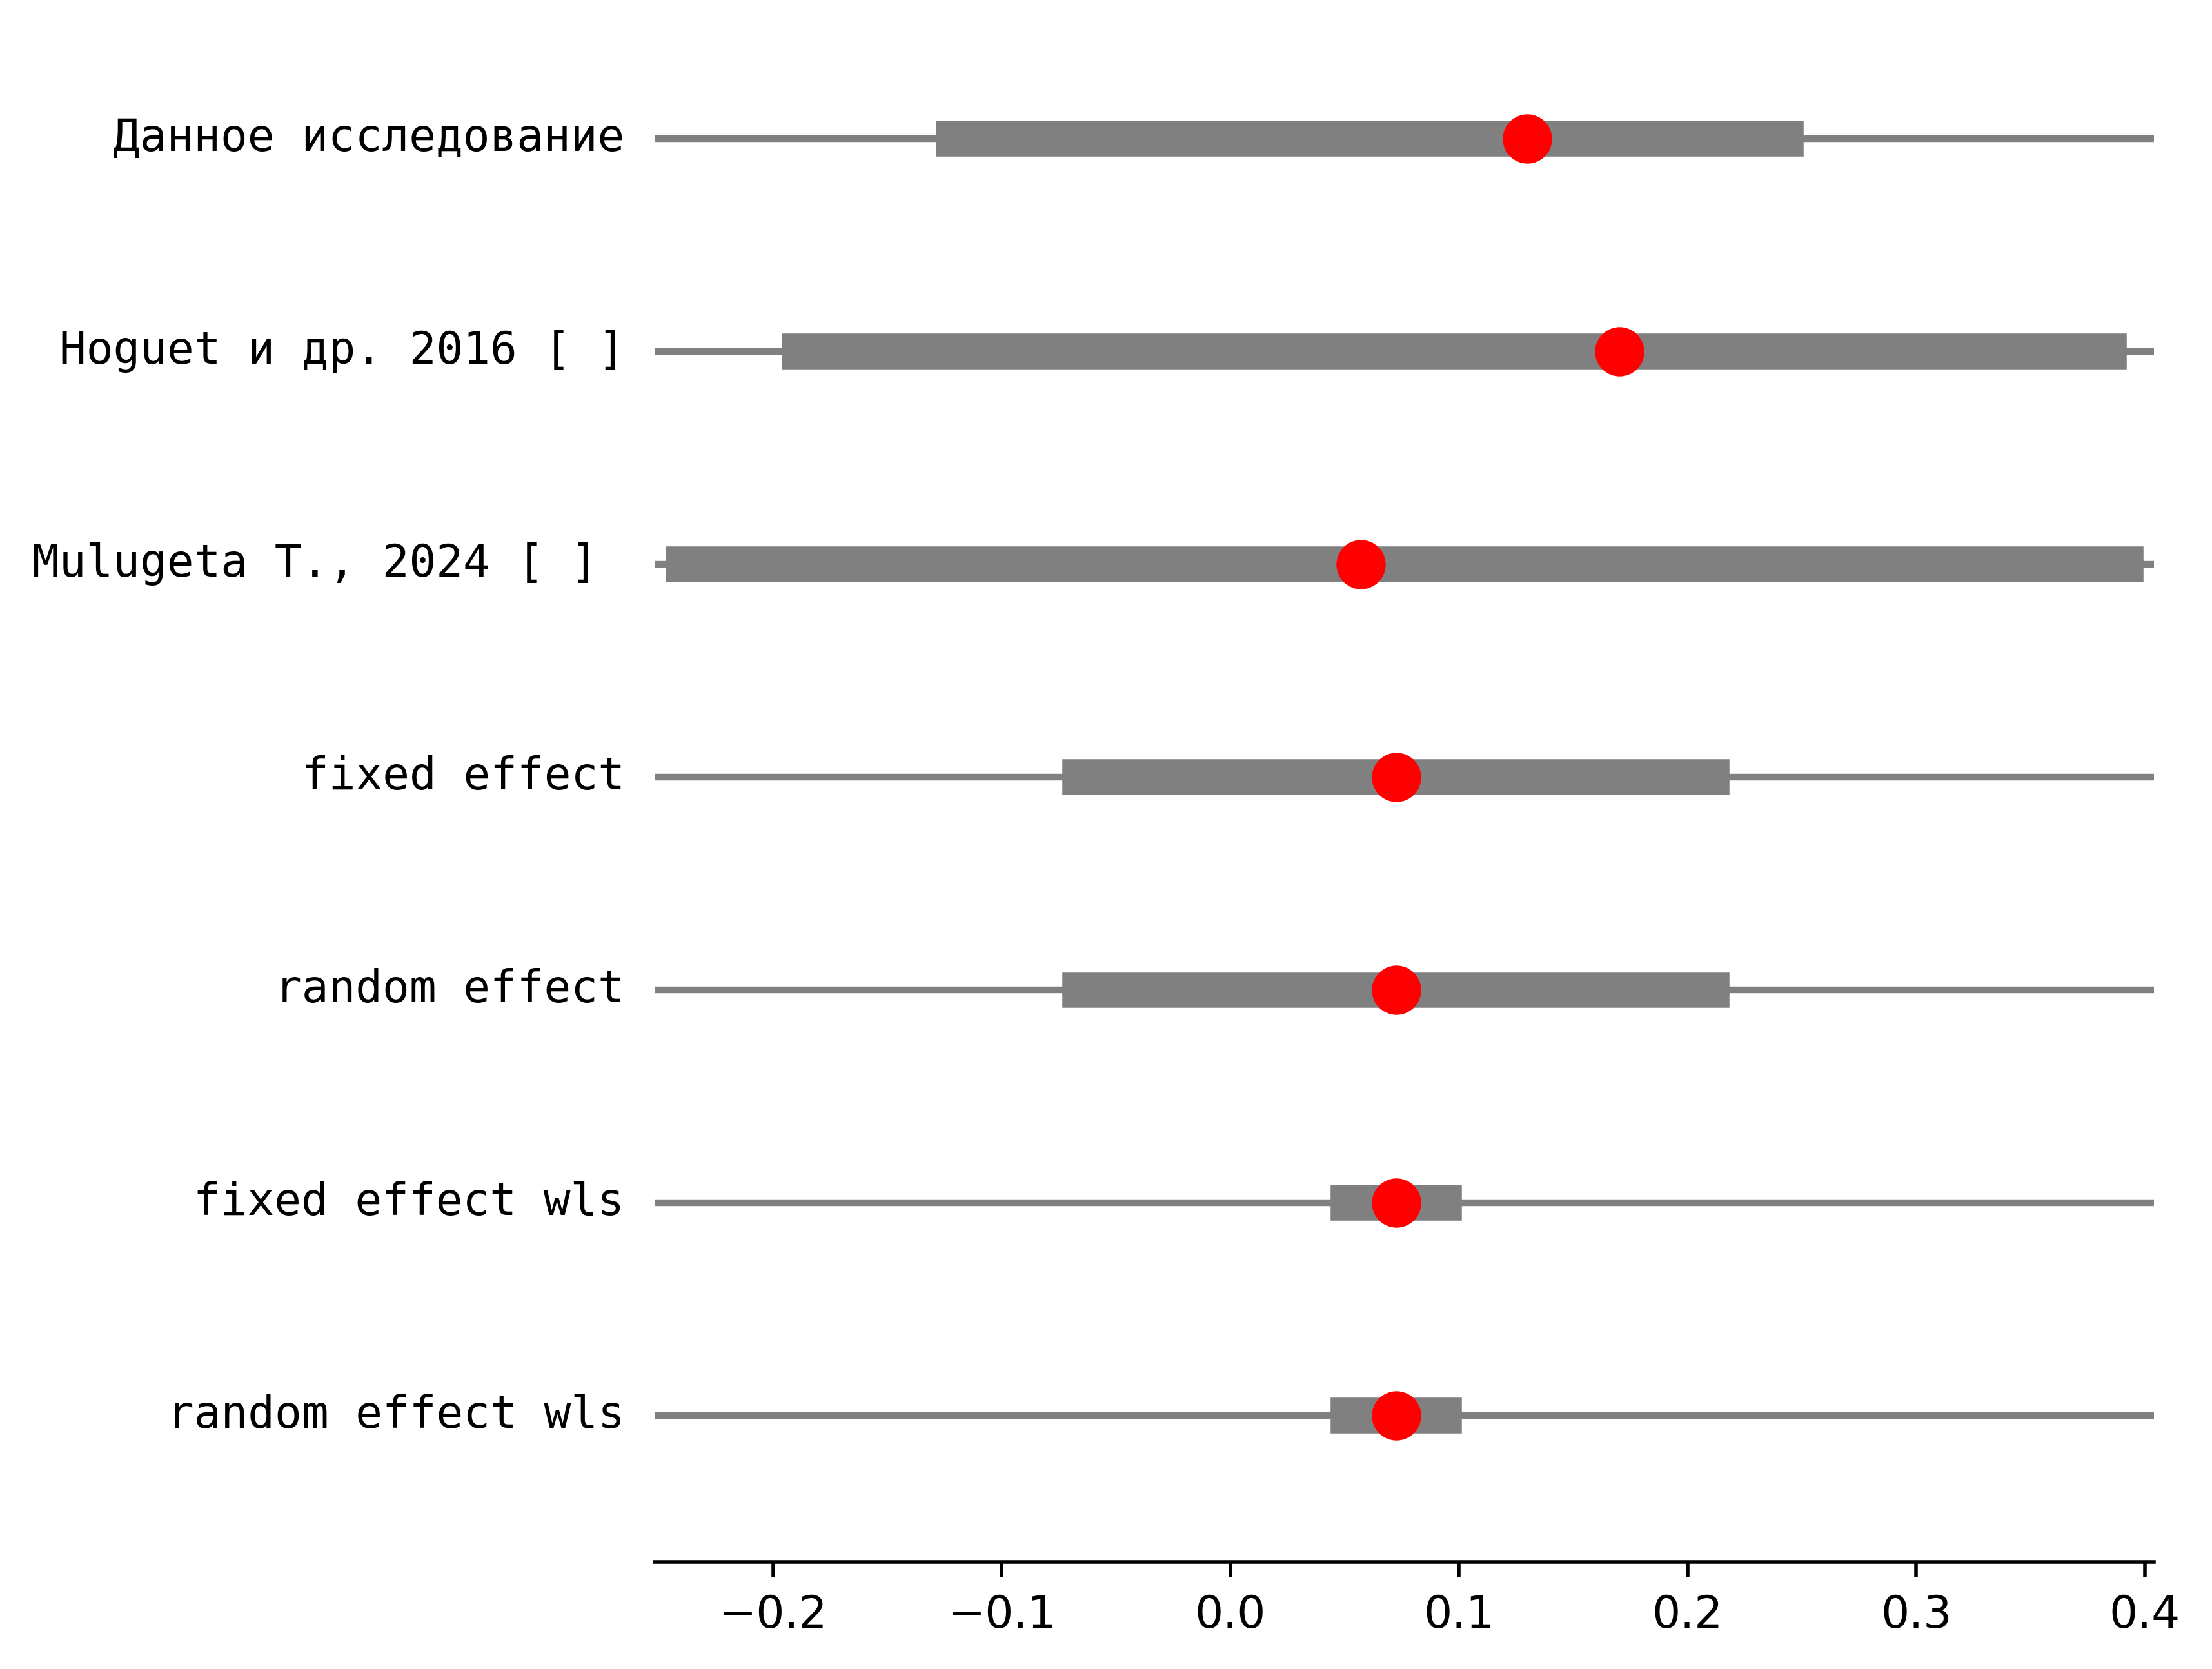 Данное исследование
Hoguet и др. 2016 [ ]
Mulugeta T., 2024 [ ]
fixed effect
random effect
fixed effect wls
random effect wls
−0.2 −0.1 0.0 0.1 0.2 0.3 0.4